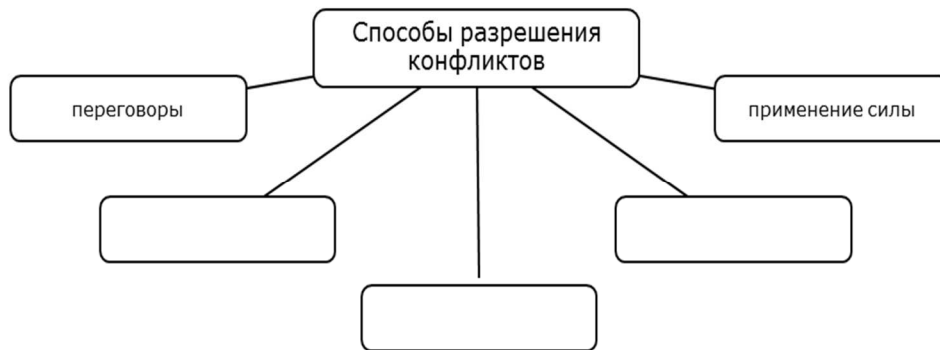 Способы разрешения
конфликтов
переговоры
применение силы